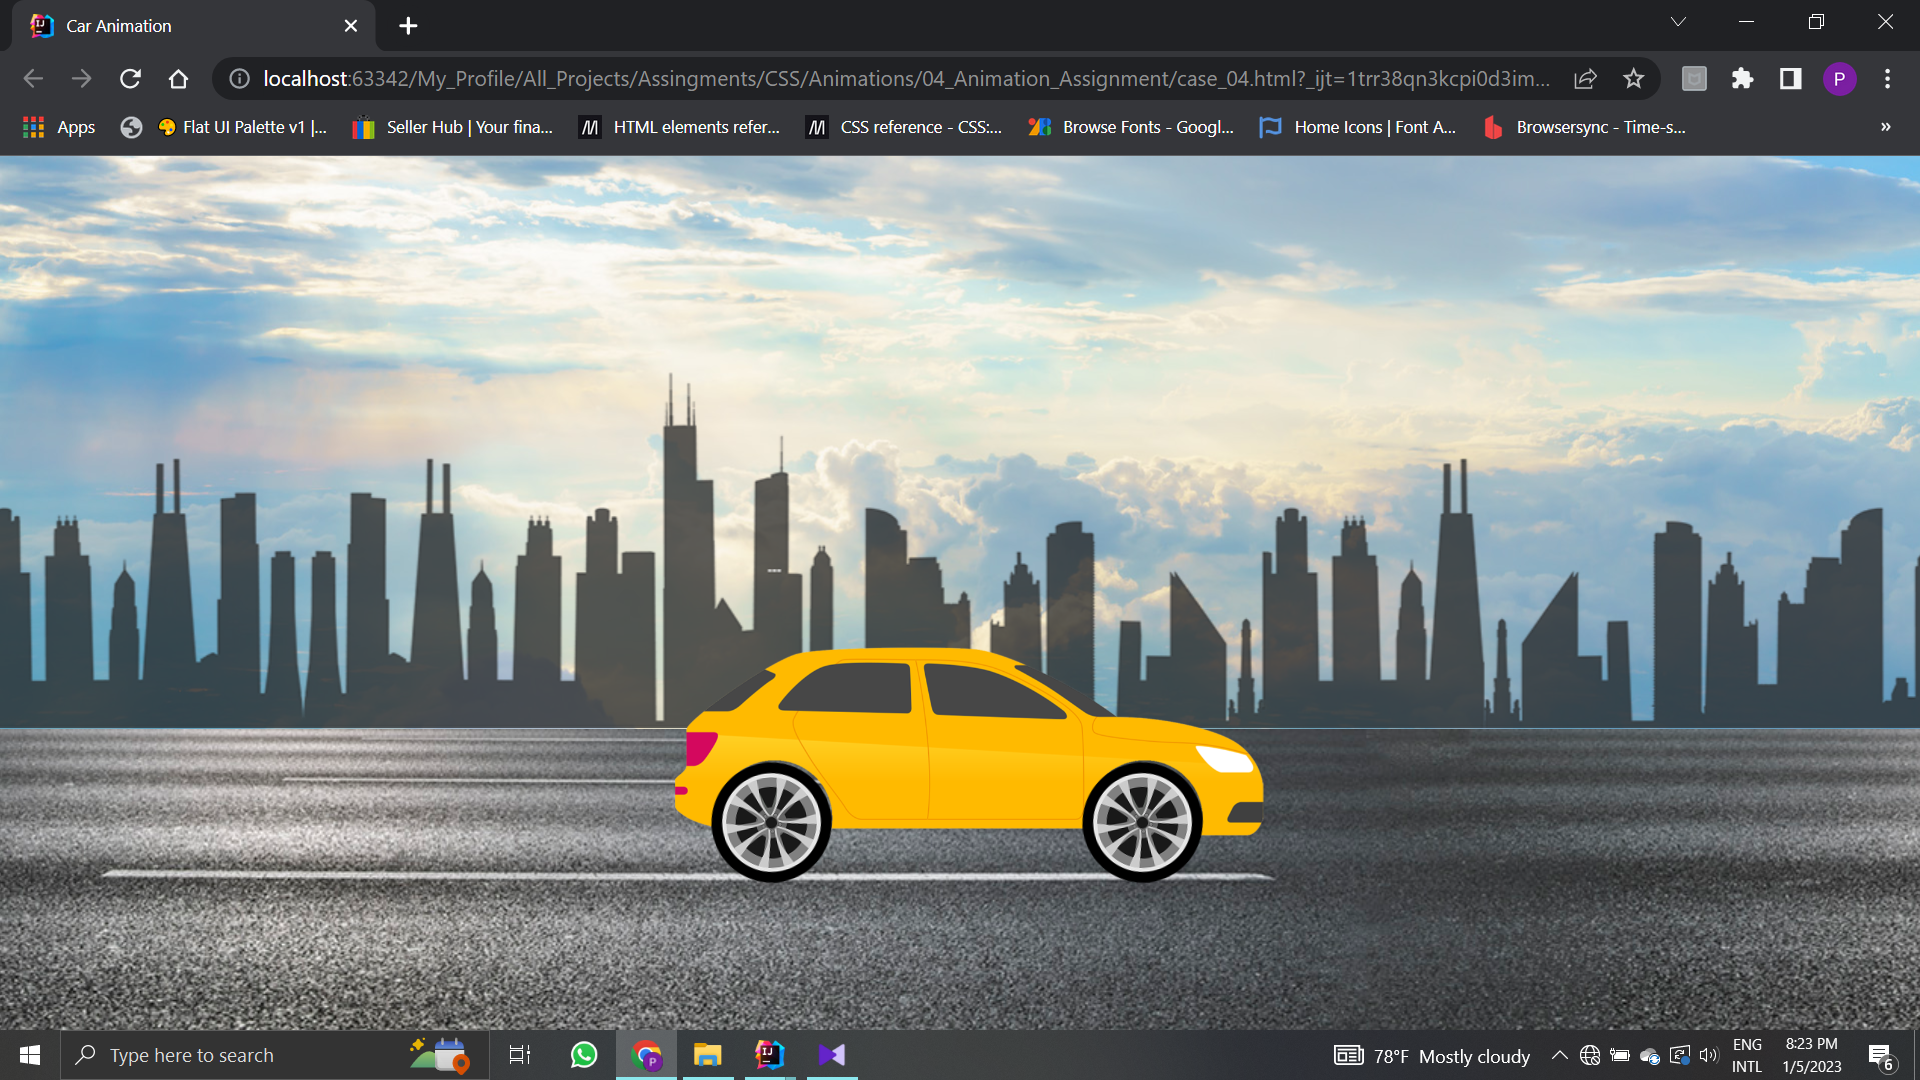 Car Animation
localhost:63342/My_Profile/All_Projects/Assingments/CSS/Animations/04_Animation_Assignment/case_04.html?_ijt=1trr38qn3kcpi0d3im...
P
Apps
Flat UI Palette v1 |...
Seller Hub | Your fina...
HTML elements refer...
CSS reference - CSS:...
Browse Fonts - Googl...
Home Icons | Font A...
Browsersync - Time-s...
»
Type here to search
P
IJ
78°F Mostly cloudy
ENG
INTL
8:23 PM
1/5/2023
6